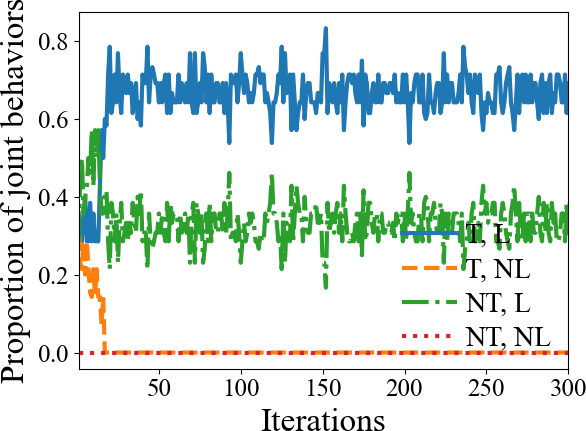 Proportion of joint behaviors
0.8
0.6
0.4
0.2
0.0
T, L
T, NL
NT, L
NT, NL
50
100
150
200
250
300
Iterations